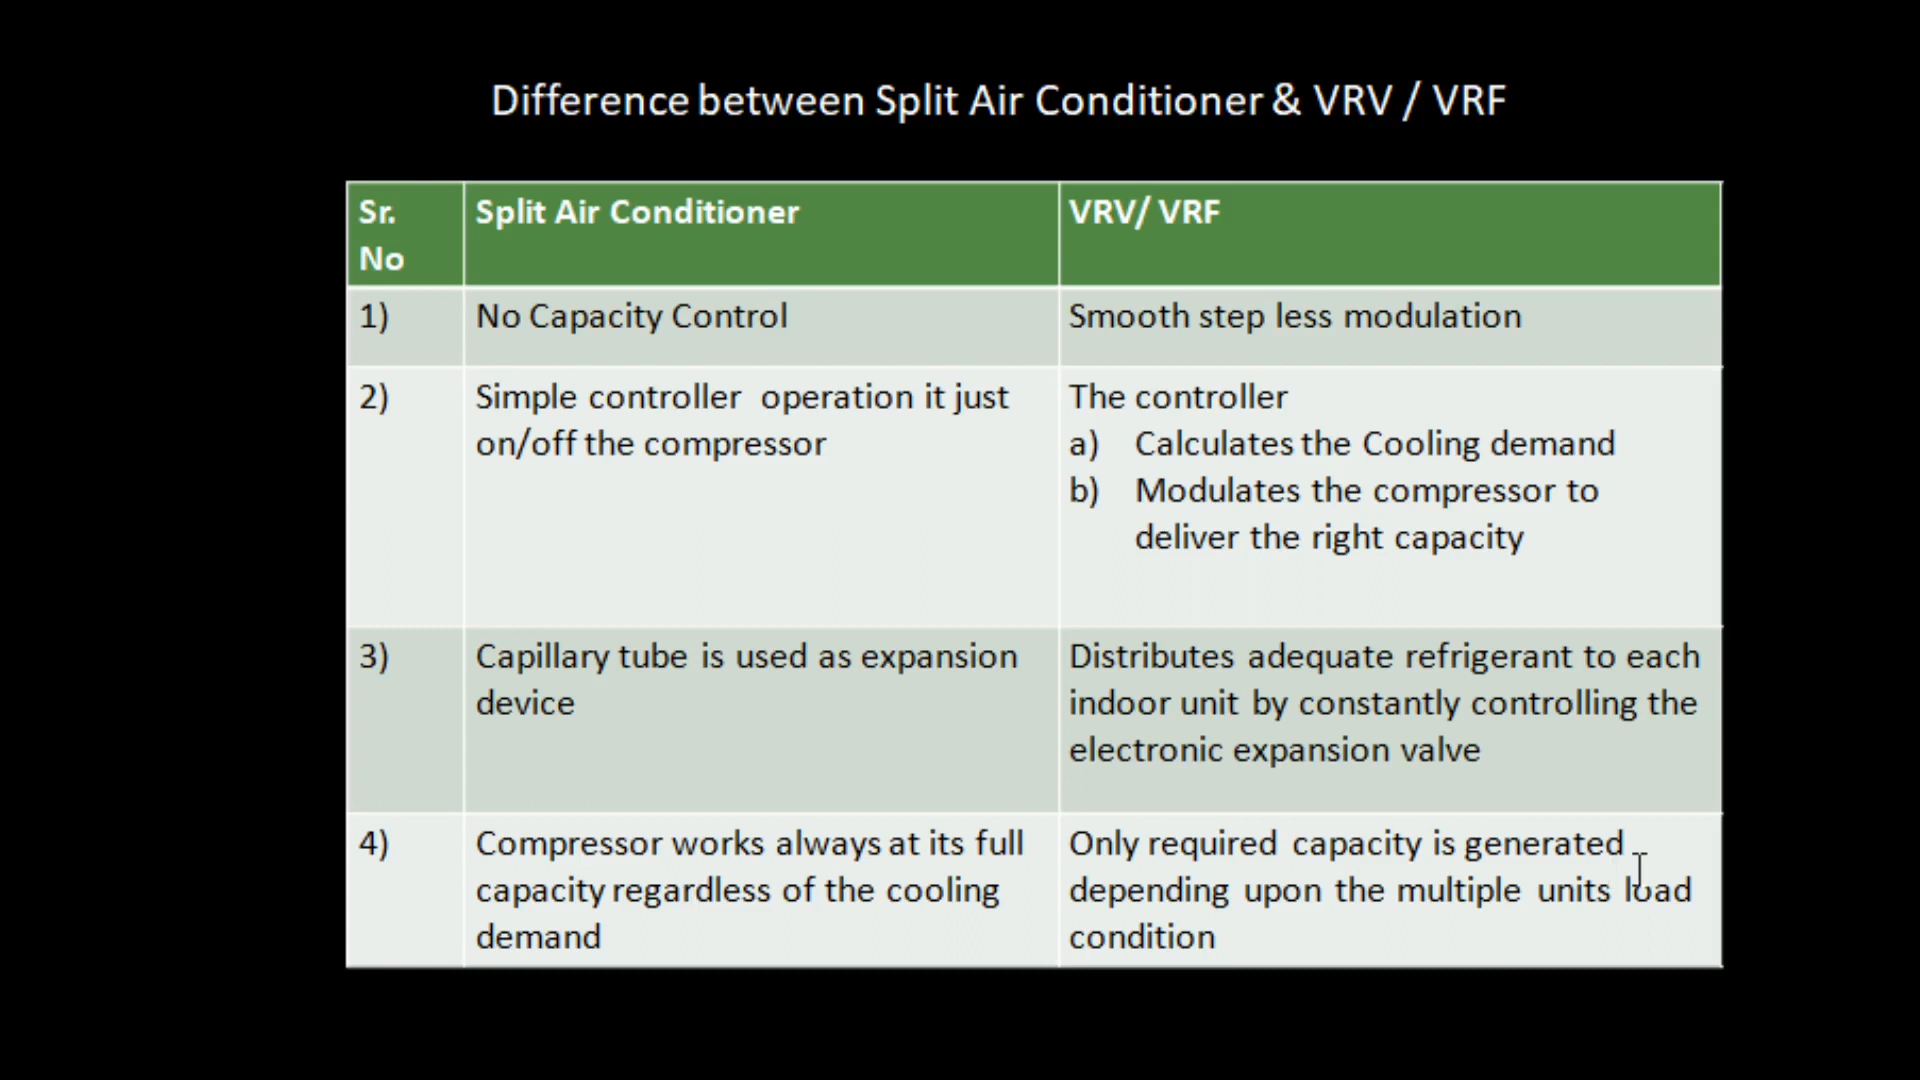 Difference between Split Air Conditioner & VRV / VRF
Sr. No
Split Air Conditioner
VRV/ VRF
1)
No Capacity Control
Smooth step less modulation
2)
Simple controller operation it just
on/off the compressor
The controller
a) Calculates the Cooling demand
b) Modulates the compressor to
deliver the right capacity
3)
Capillary tube is used as expansion
device
Distributes adequate refrigerant to each
indoor unit by constantly controlling the
electronic expansion valve
4)
Compressor works always at its full
capacity regardless of the cooling
demand
Only required capacity is generated
depending upon the multiple units load
condition